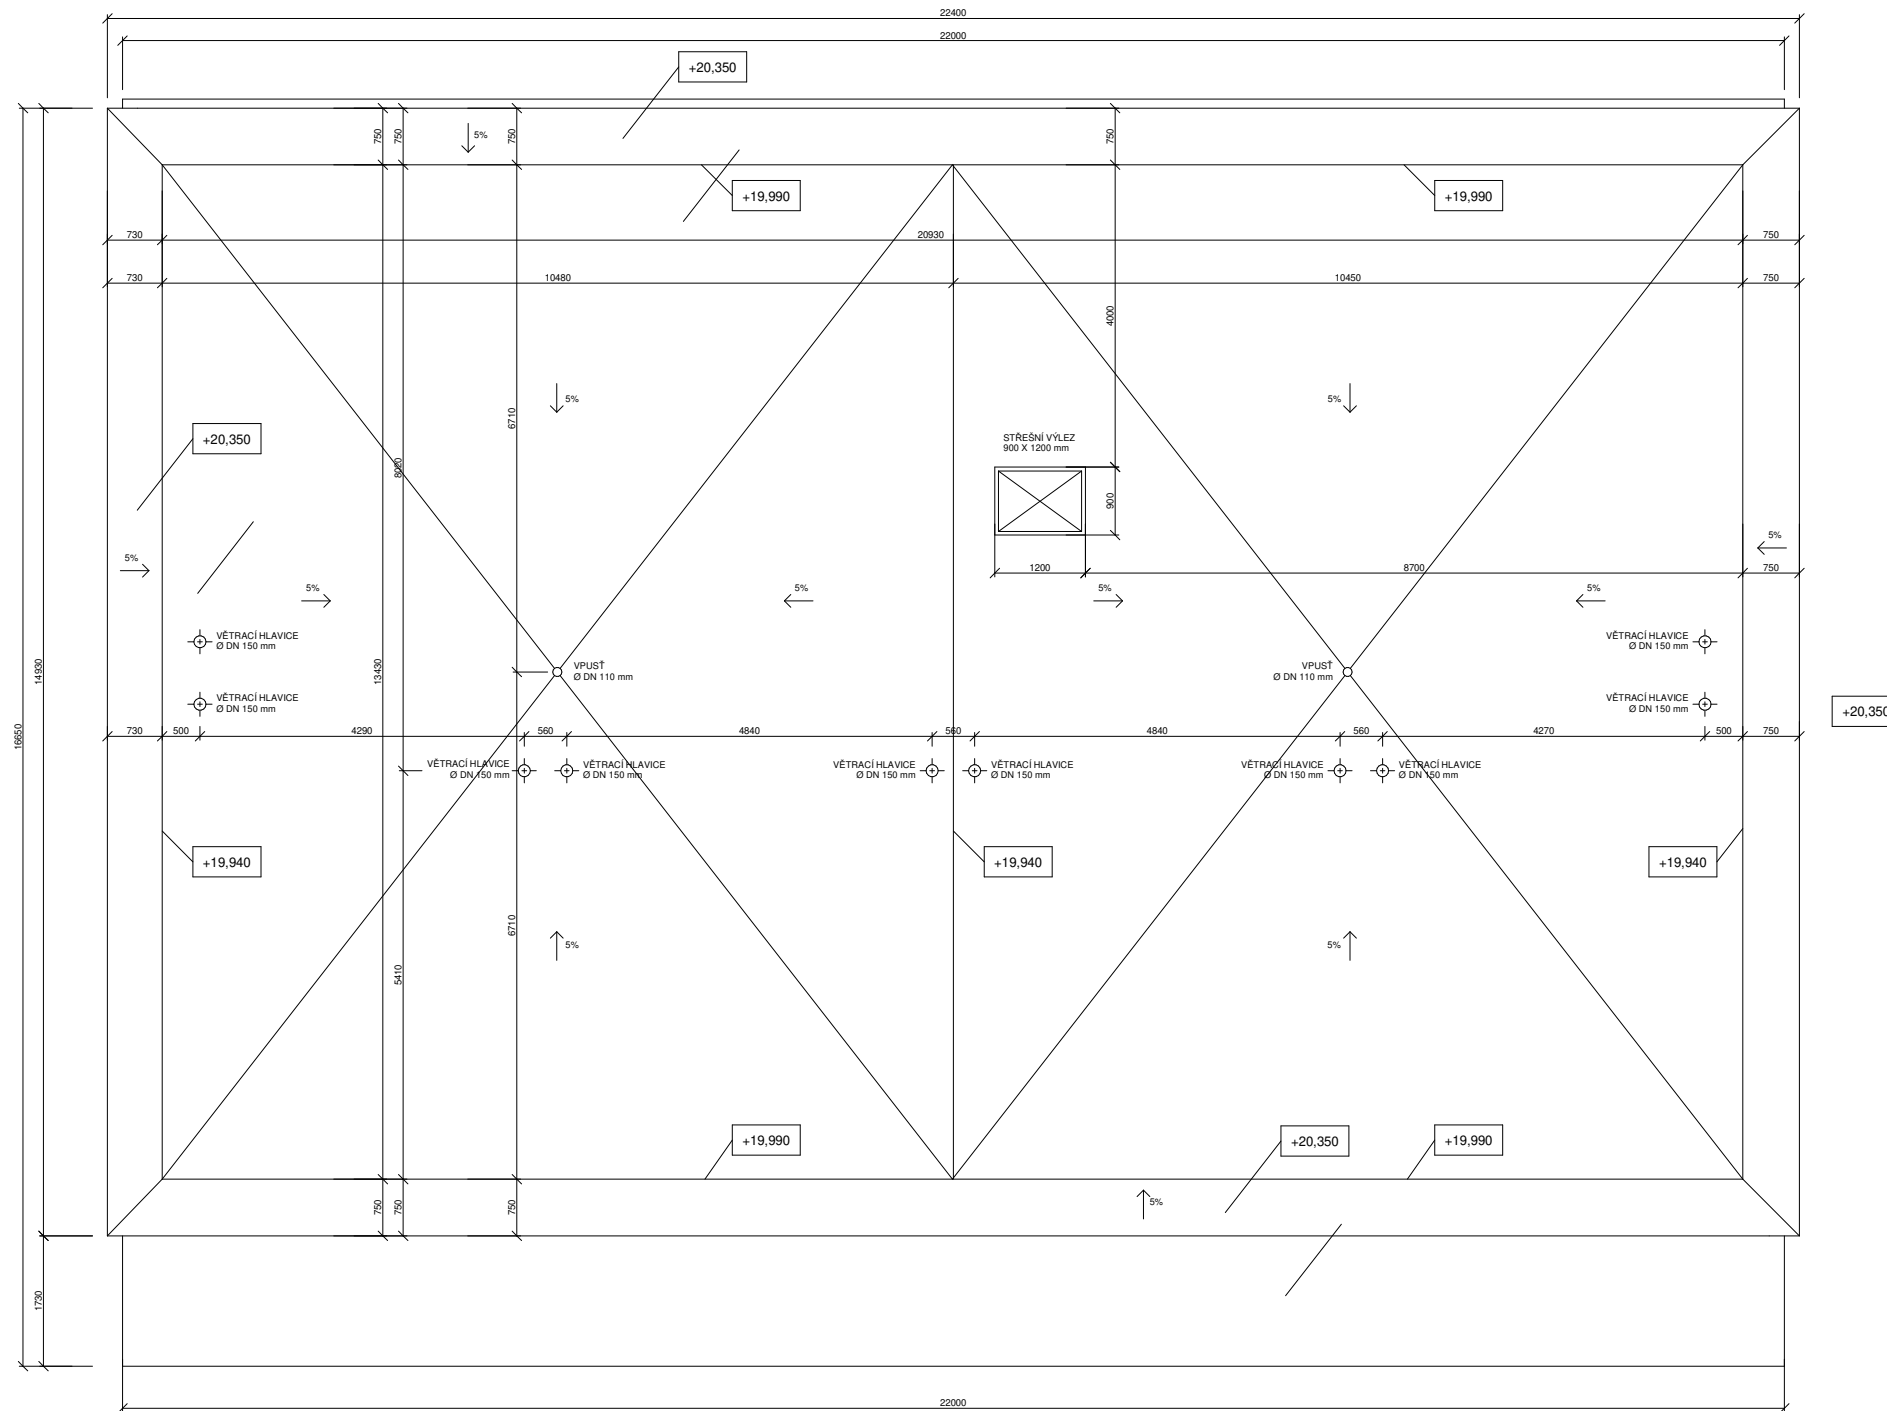 22400
22000
+20,350
750
750
750
750
5%
+19,990
+19,990
730
20930
750
730
10480
10450
750
4000
6710
5%
5%
8020
+20,350
STŘEŠNÍ VÝLEZ
900 X 1200 mm
900
5%
5%
1200
8700
750
5%
5%
5%
5%
VĚTRACÍ HLAVICE
Ø DN 150 mm
VĚTRACÍ HLAVICE
Ø DN 150 mm
14930
13430
VPUSŤ
Ø DN 110 mm
VPUSŤ
Ø DN 110 mm
VĚTRACÍ HLAVICE
Ø DN 150 mm
VĚTRACÍ HLAVICE
Ø DN 150 mm
+20,350
16650
730
500
4290
560
4840
560
4840
560
4270
500
750
VĚTRACÍ HLAVICE
Ø DN 150 mm
VĚTRACÍ HLAVICE
Ø DN 150 mm
VĚTRACÍ HLAVICE
Ø DN 150 mm
VĚTRACÍ HLAVICE
Ø DN 150 mm
VĚTRACÍ HLAVICE
Ø DN 150 mm
VĚTRACÍ HLAVICE
Ø DN 150 mm
+19,940
+19,940
+19,940
6710
5%
5%
5410
+19,990
+20,350
+19,990
750
750
750
5%
1730
22000